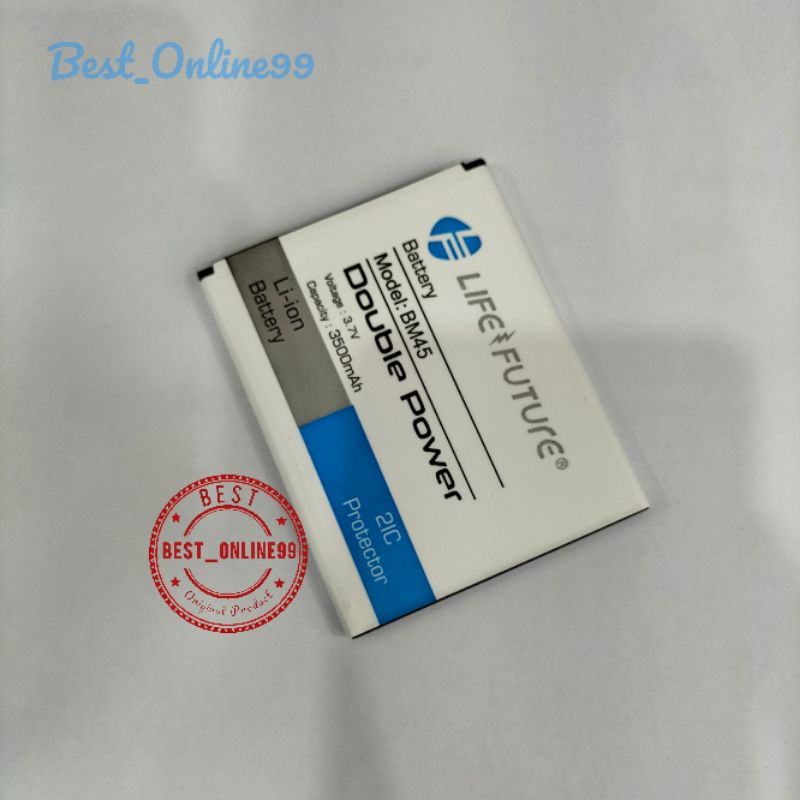 Best_Online99
LIFE FUTURE®
Battery
Model: BM45
Double Power
Voltage : 3.7V
Capacity : 3500mAh
Li-ion
Battery
2IC
Protector
BEST
BEST_ONLINE99
Original Product